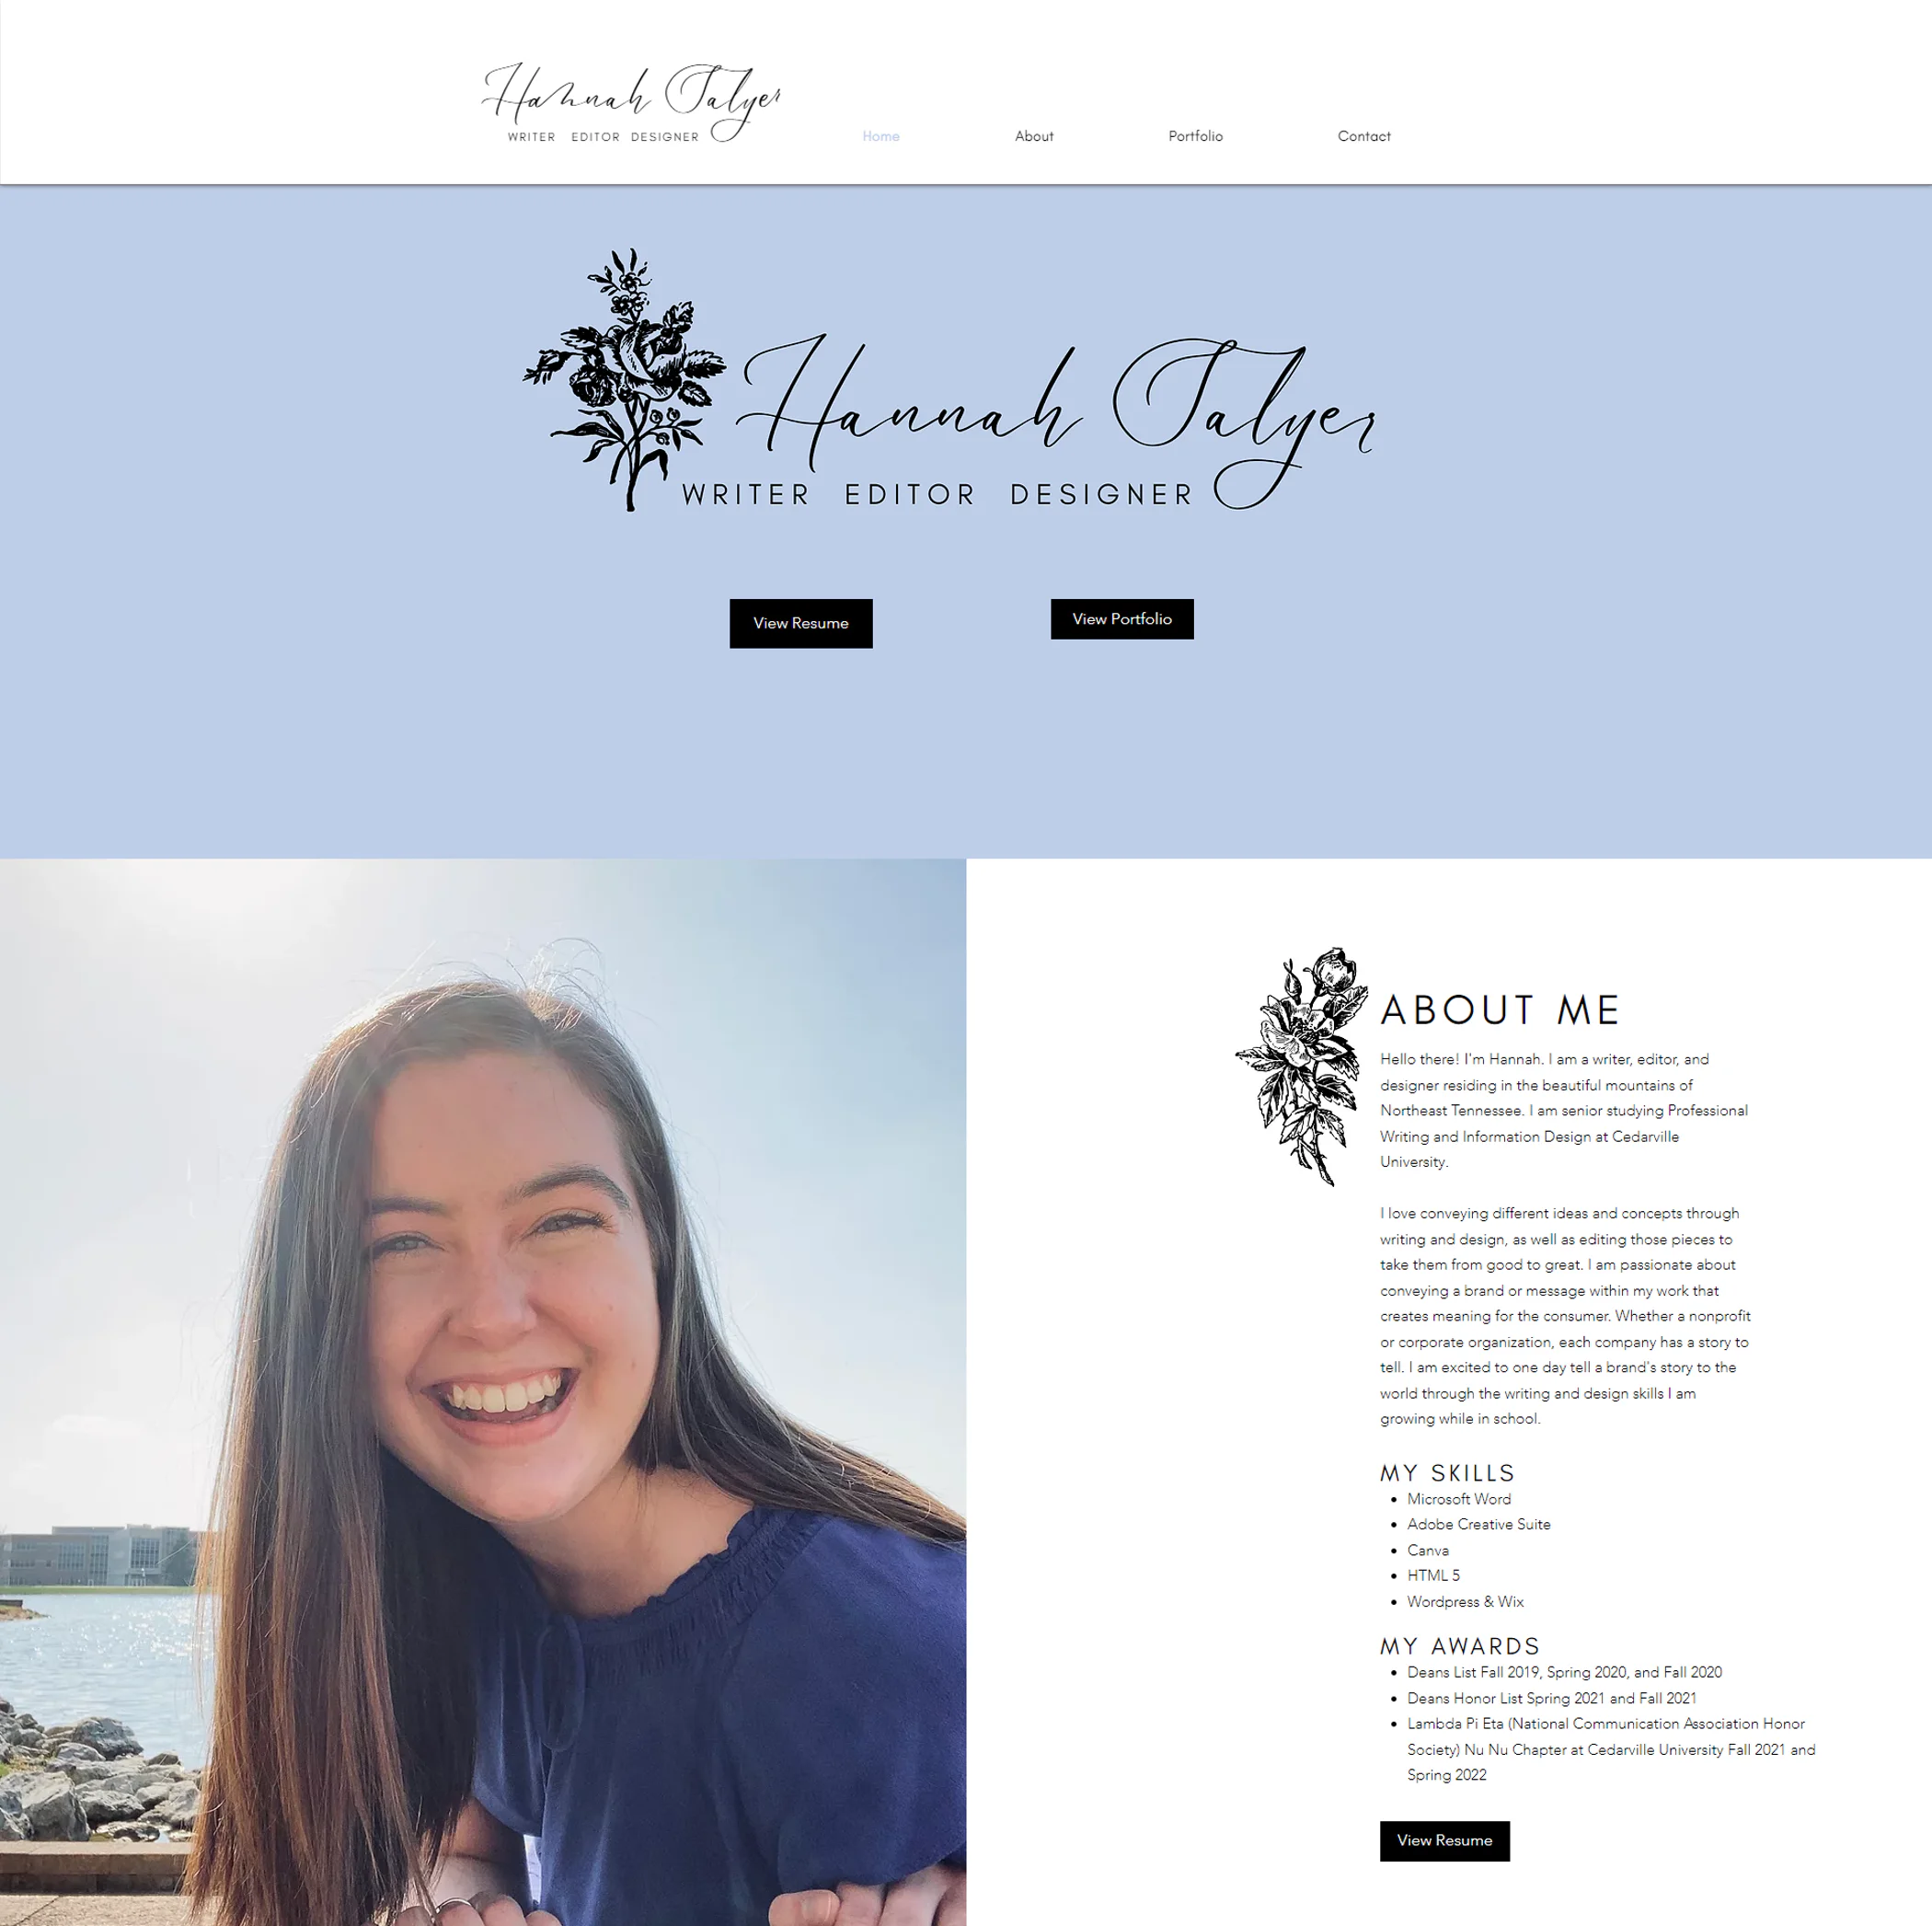 Hannah Salyer
WRITER EDITOR DESIGNER
Home
About
Portfolio
Contact
Hannah Salyer
WRITER EDITOR DESIGNER
View Resume
View Portfolio
ABOUT ME
Hello there! I'm Hannah. I am a writer, editor, and
designer residing in the beautiful mountains of
Northeast Tennessee. I am senior studying Professional
Writing and Information Design at Cedarville
University.
I love conveying different ideas and concepts through
writing and design, as well as editing those pieces to
take them from good to great. I am passionate about
conveying a brand or message within my work that
creates meaning for the consumer. Whether a nonprofit
or corporate organization, each company has a story to
tell. I am excited to one day tell a brand's story to the
world through the writing and design skills I am
growing while in school.
MY SKILLS
Microsoft Word
Adobe Creative Suite
Canva
HTML 5
Wordpress & Wix
MY AWARDS
Deans List Fall 2019, Spring 2020, and Fall 2020
Deans Honor List Spring 2021 and Fall 2021
Lambda Pi Eta (National Communication Association Honor
Society) Nu Nu Chapter at Cedarville University Fall 2021 and
Spring 2022
View Resume